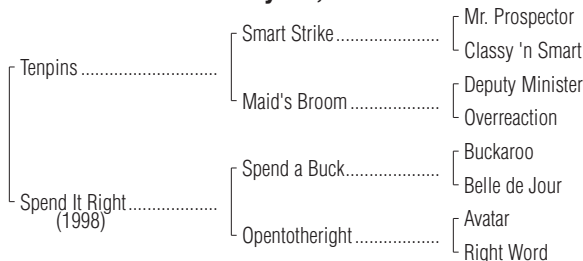 Mr. Prospector
Smart Strike
Classy 'n Smart
Tenpins
Deputy Minister
Maid's Broom
Overreaction
Buckaroo
Spend a Buck
Belle de Jour
Spend It Right
(1998)
Avatar
Opentotheright
Right Word